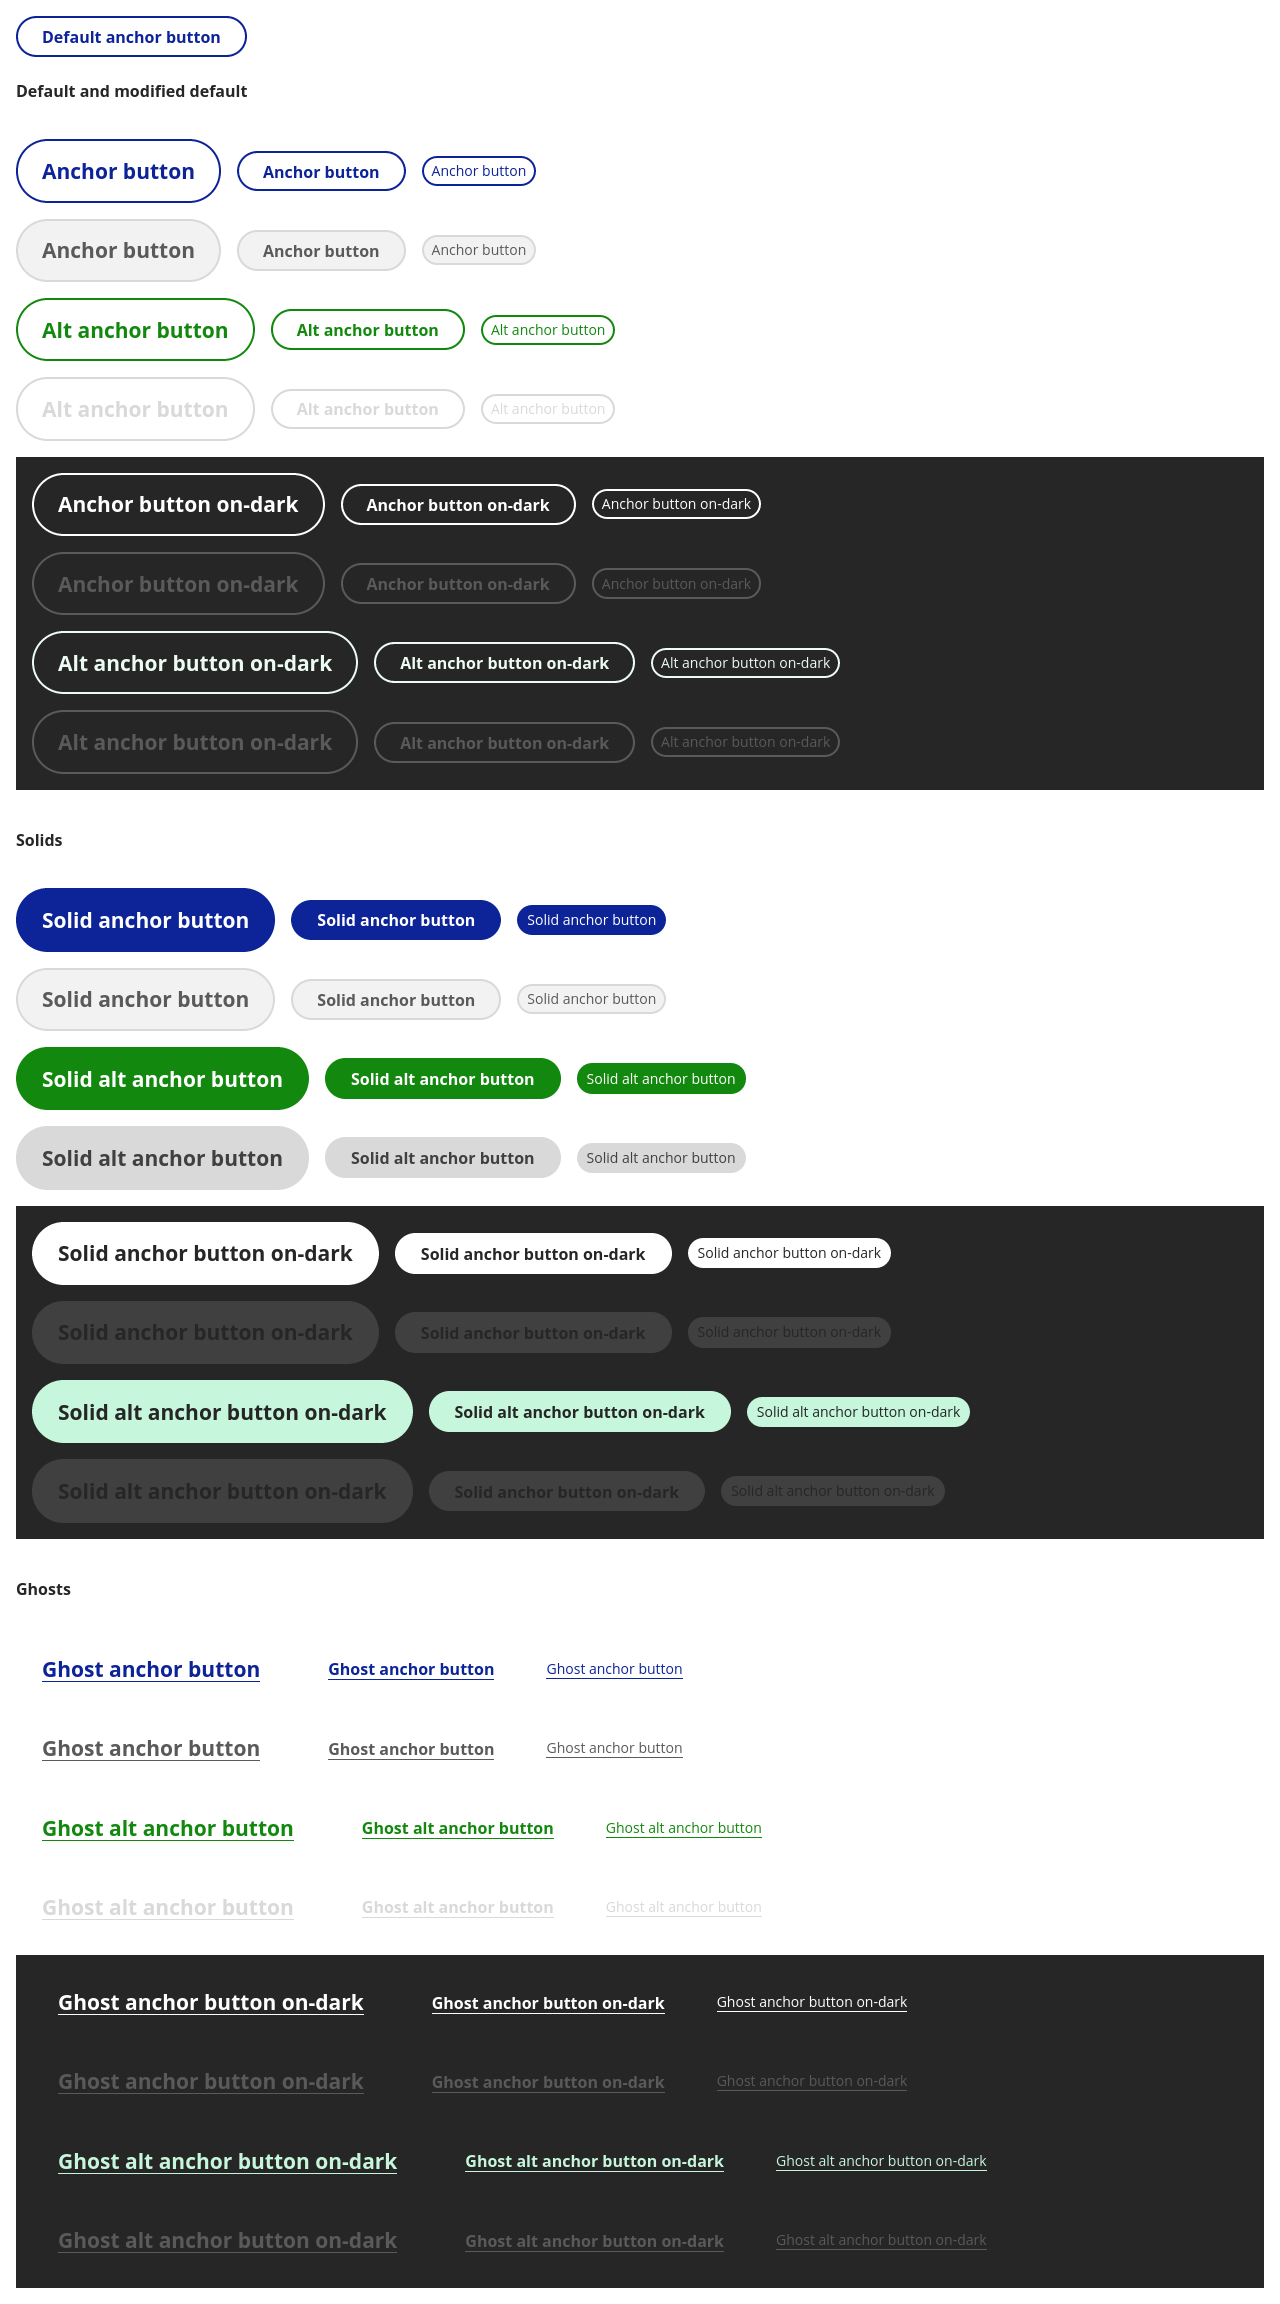 Default anchor button
Default and modified default
Anchor button Anchor button Anchor button
Anchor button Anchor button Anchor button
Alt anchor button Alt anchor button Alt anchor button
Alt anchor button Alt anchor button Alt anchor button
Anchor button on-dark Anchor button on-dark Anchor button on-dark
Anchor button on-dark Anchor button on-dark Anchor button on-dark
Alt anchor button on-dark Alt anchor button on-dark Alt anchor button on-dark
Alt anchor button on-dark Alt anchor button on-dark Alt anchor button on-dark
Solids
Solid anchor button Solid anchor button Solid anchor button
Solid anchor button Solid anchor button Solid anchor button
Solid alt anchor button Solid alt anchor button Solid alt anchor button
Solid alt anchor button Solid alt anchor button Solid alt anchor button
Solid anchor button on-dark Solid anchor button on-dark Solid anchor button on-dark
Solid anchor button on-dark Solid anchor button on-dark Solid anchor button on-dark
Solid alt anchor button on-dark Solid alt anchor button on-dark Solid alt anchor button on-dark
Solid alt anchor button on-dark Solid anchor button on-dark Solid alt anchor button on-dark
Ghosts
Ghost anchor button Ghost anchor button Ghost anchor button
Ghost anchor button Ghost anchor button Ghost anchor button
Ghost alt anchor button Ghost alt anchor button Ghost alt anchor button
Ghost alt anchor button Ghost alt anchor button Ghost alt anchor button
Ghost anchor button on-dark Ghost anchor button on-dark Ghost anchor button on-dark
Ghost anchor button on-dark Ghost anchor button on-dark Ghost anchor button on-dark
Ghost alt anchor button on-dark Ghost alt anchor button on-dark Ghost alt anchor button on-dark
Ghost alt anchor button on-dark Ghost alt anchor button on-dark Ghost alt anchor button on-dark